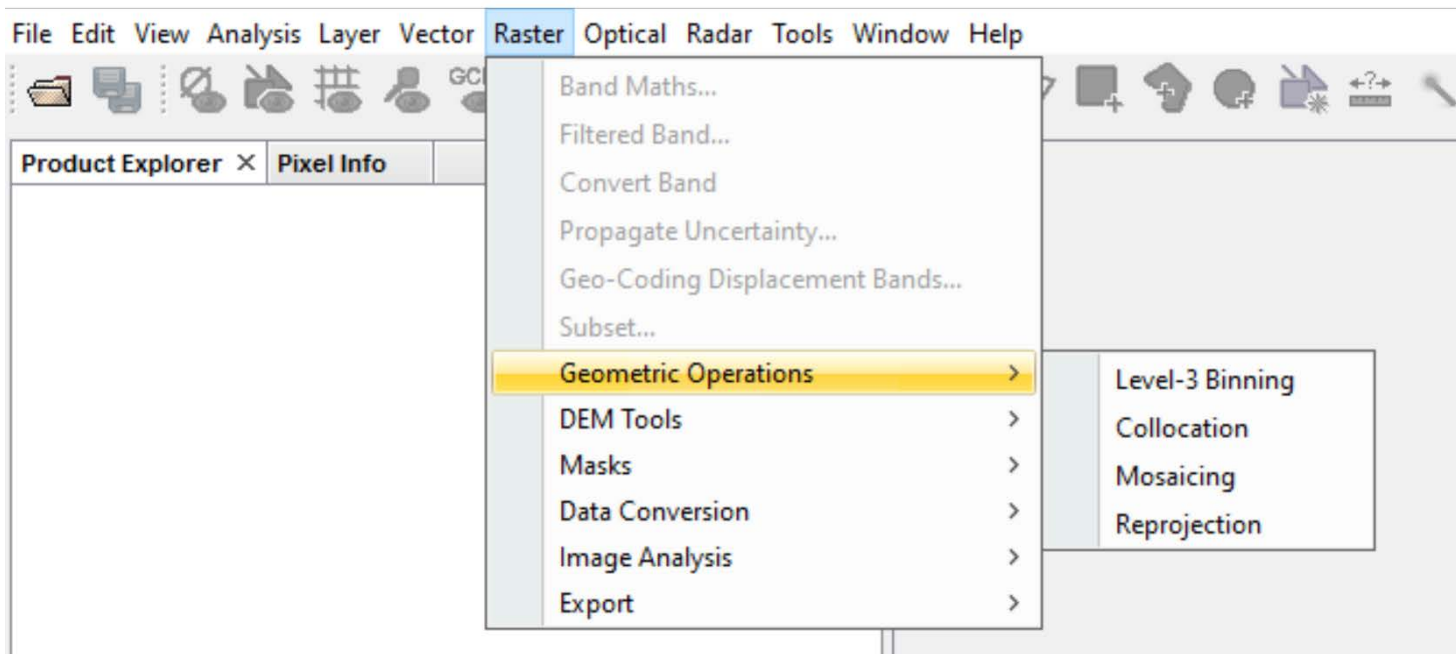 File Edit View Analysis Layer Vector Raster Optical Radar Tools Window Help
Product Explorer
Pixel Info
Band Maths...
Filtered Band...
Convert Band
Propagate Uncertainty...
Geo-Coding Displacement Bands...
Subset...
Geometric Operations
DEM Tools
Masks
Data Conversion
Image Analysis
Export
Level-3 Binning
Collocation
Mosaicing
Reprojection